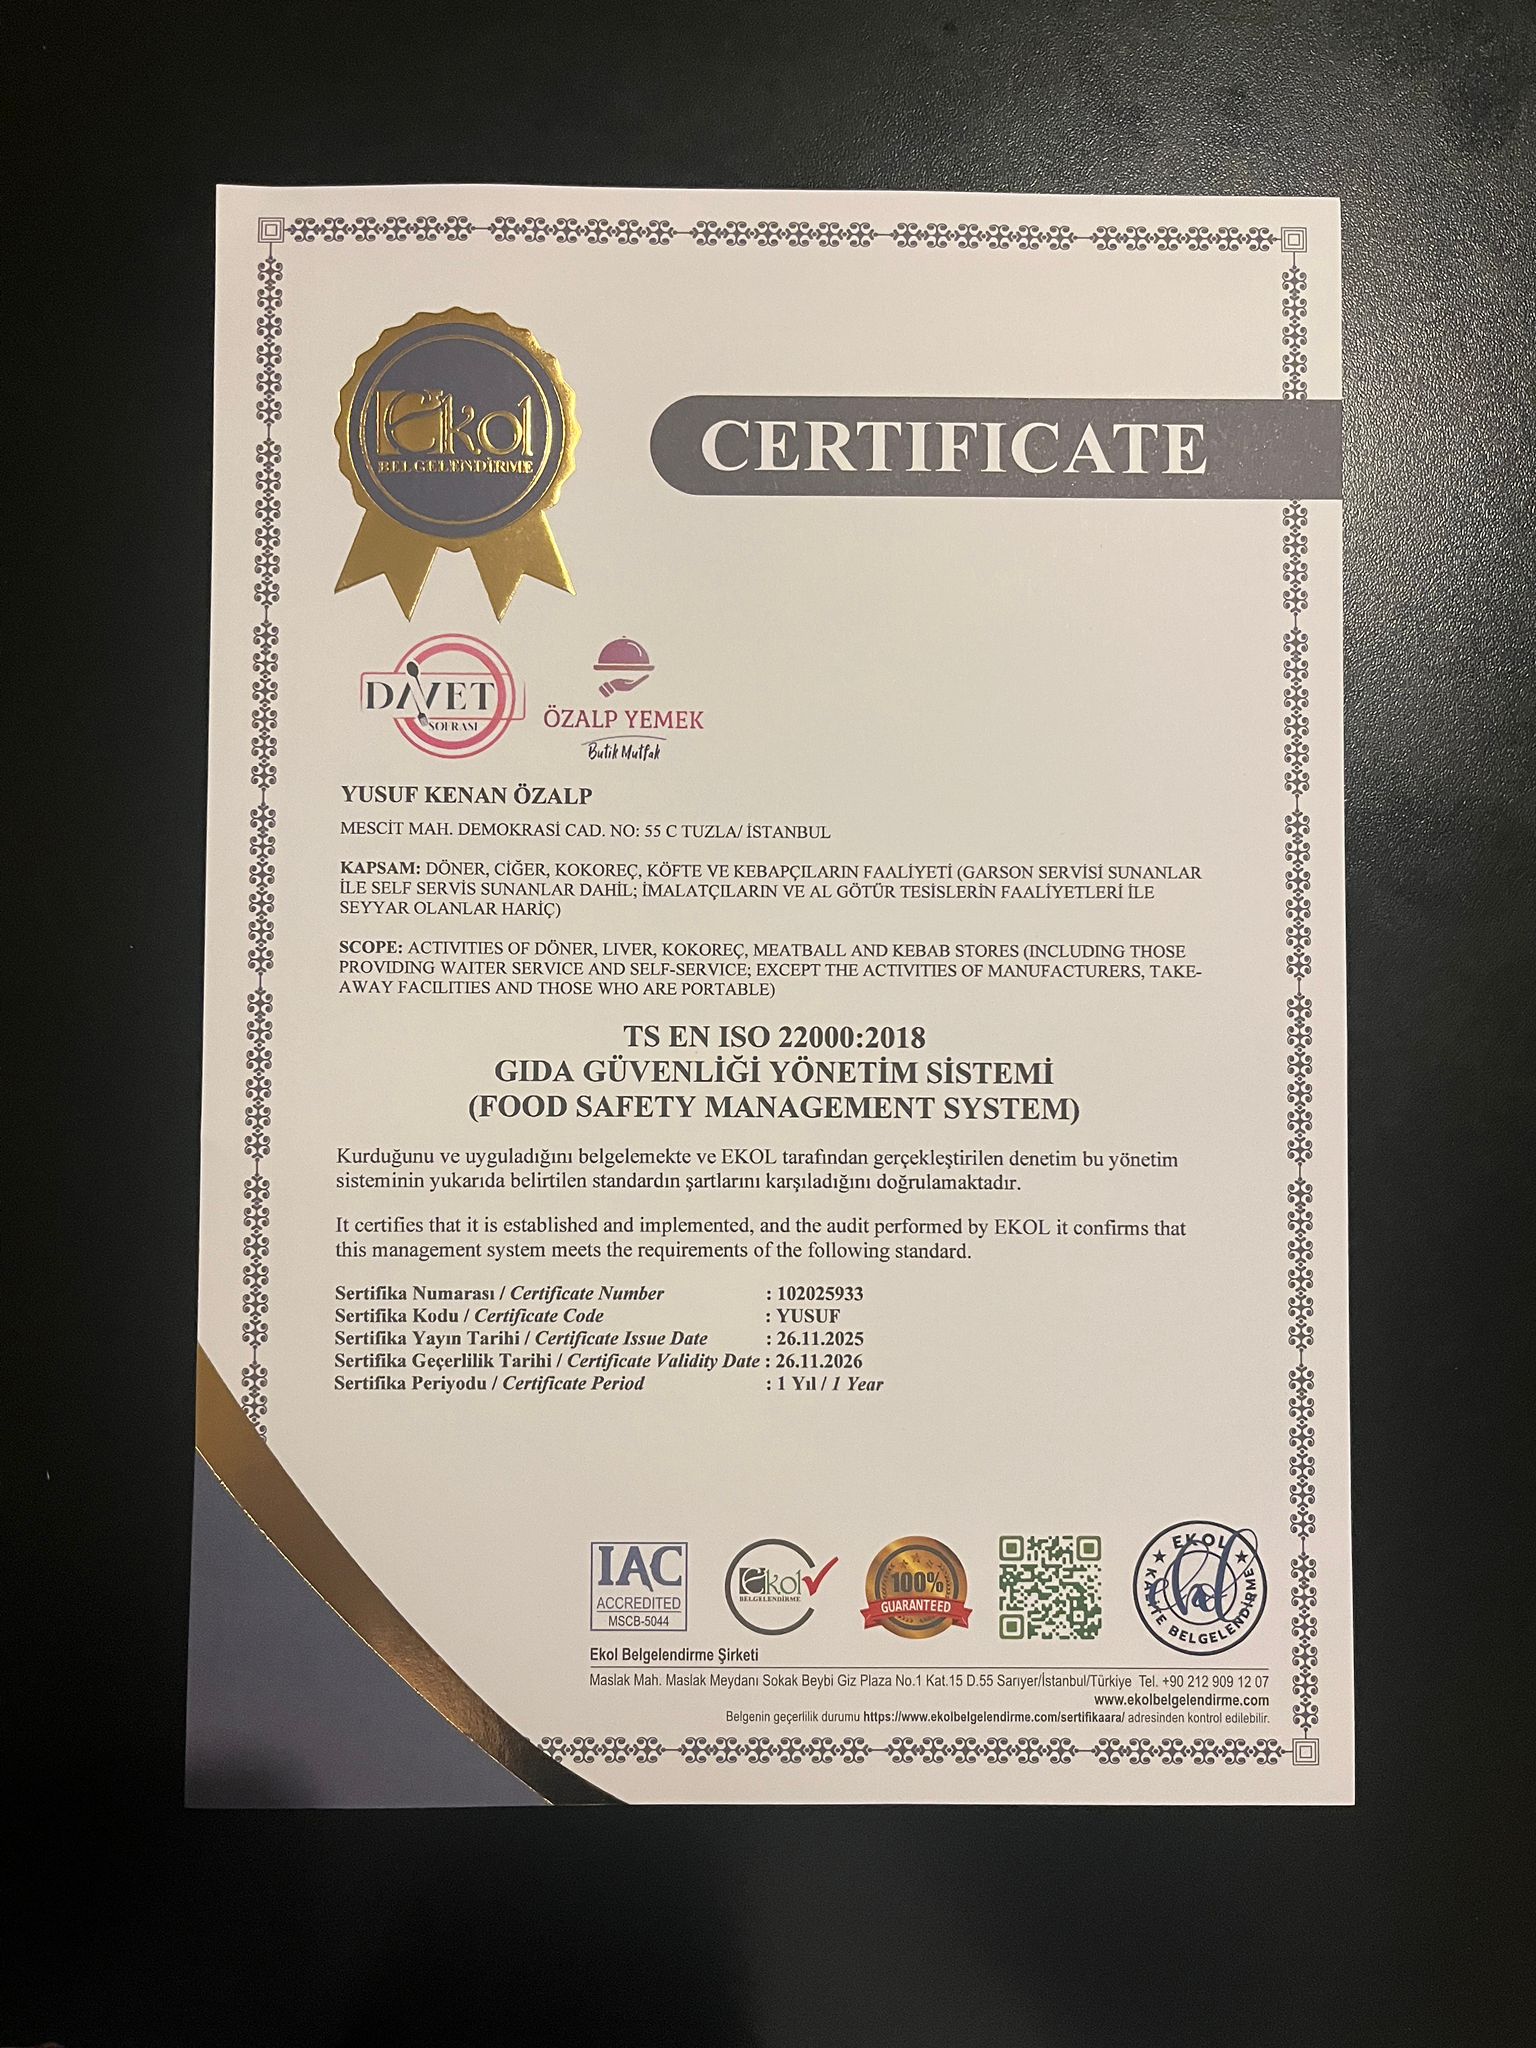 Ekol
BELGELENDİRME
CERTIFICATE
DAVET
SOFRASI
ÖZALP YEMEK
Butik Mutfak
YUSUF KENAN ÖZALP
MESCİT MAH. DEMOKRASİ CAD. NO: 55 C TUZLA/ İSTANBUL
KAPSAM: DÖNER, CİĞER, KOKOREÇ, KÖFTE VE KEBAPÇILARIN FAALİYETİ (GARSON SERVİSİ SUNANLAR
İLE SELF SERVİS SUNANLAR DAHİL; İMALATÇILARIN VE AL GÖTÜR TESİSLERİN FAALİYETLERİ İLE
SEYYAR OLANLAR HARİÇ)
SCOPE: ACTIVITIES OF DÖNER, LIVER, KOKOREÇ, MEATBALL AND KEBAB STORES (INCLUDING THOSE
PROVIDING WAITER SERVICE AND SELF-SERVICE; EXCEPT THE ACTIVITIES OF MANUFACTURERS, TAKE-
AWAY FACILITIES AND THOSE WHO ARE PORTABLE)
TS EN ISO 22000:2018
GIDA GÜVENLİĞİ YÖNETİM SİSTEMİ
(FOOD SAFETY MANAGEMENT SYSTEM)
Kurduğunu ve uyguladığını belgelemekte ve EKOL tarafından gerçekleştirilen denetim bu yönetim
sisteminin yukarıda belirtilen standardın şartlarını karşıladığını doğrulamaktadır.
It certifies that it is established and implemented, and the audit performed by EKOL it confirms that
this management system meets the requirements of the following standard.
Sertifika Numarası / Certificate Number : 102025933
Sertifika Kodu / Certificate Code : YUSUF
Sertifika Yayın Tarihi / Certificate Issue Date : 26.11.2025
Sertifika Geçerlilik Tarihi / Certificate Validity Date : 26.11.2026
Sertifika Periyodu / Certificate Period : 1 Yıl / 1 Year
IAC
ACCREDITED
MSCB-5044
Ekol
BELGELENDİRME
100%
GUARANTEED
EKOL
KALİTE BELGELENDİRME
Ekol Belgelendirme Şirketi
Maslak Mah. Maslak Meydanı Sokak Beybi Giz Plaza No.1 Kat.15 D.55 Sarıyer/İstanbul/Türkiye Tel. +90 212 909 12 07
www.ekolbelgelendirme.com
Belgenin geçerlilik durumu https://www.ekolbelgelendirme.com/sertifikaara/ adresinden kontrol edilebilir.